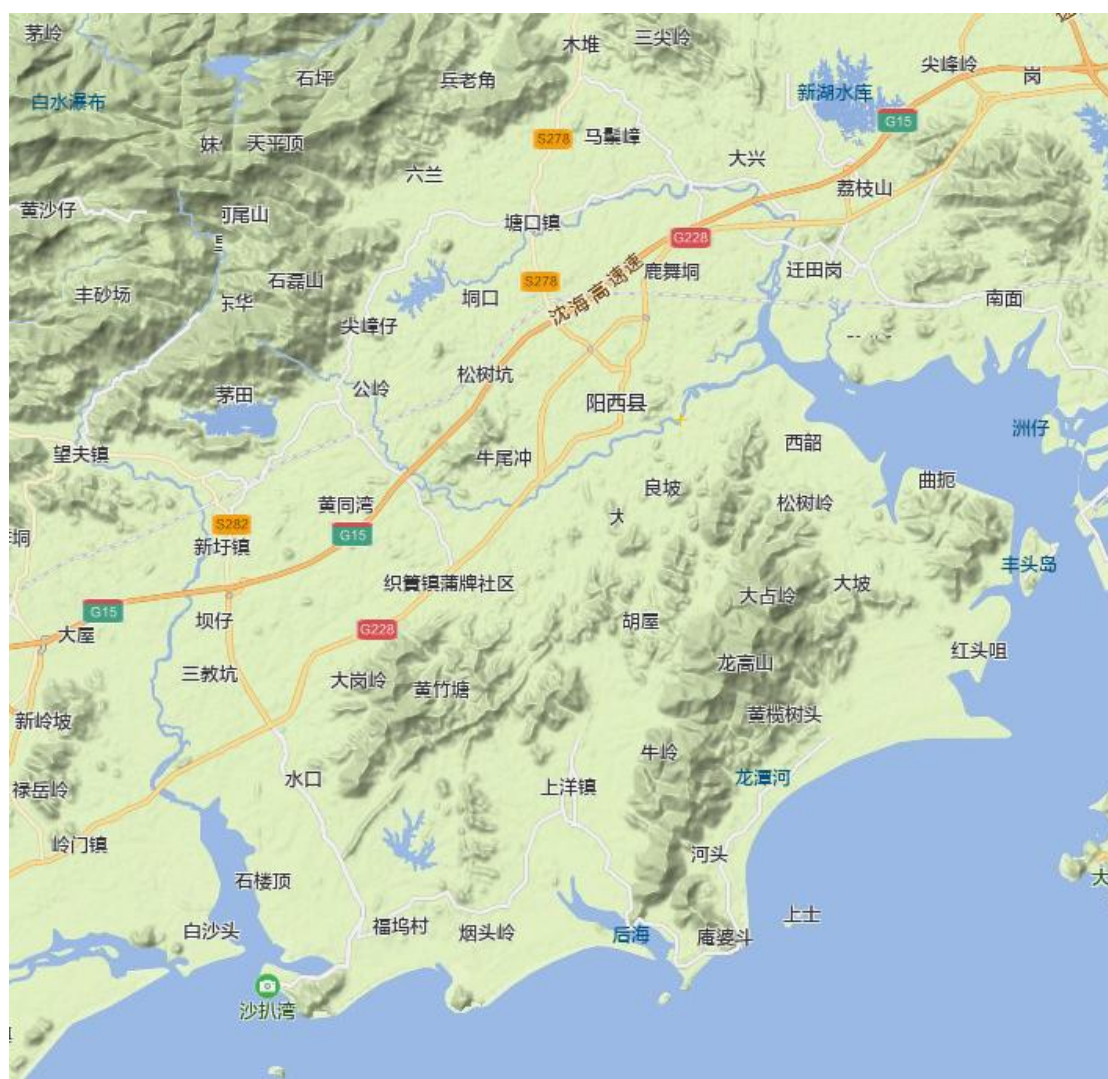 茅岭
木堆
三尖岭
石坪
兵老角
尖峰岭
岗
白水瀑布
新湖水库
G15
S278
马鬃嶂
天平顶
大兴
六兰
荔枝山
黄沙仔
河尾山
塘口镇
G228
石磊山
S278
沈海高速
鹿舞垌
迂田岗
丰砂场
东华
垌口
南面
尖嶂仔
松树坑
公岭
茅田
阳西县
洲仔
西韶
望夫镇
牛尾冲
良坡
曲扼
黄同湾
松树岭
S282
G15
新圩镇
丰头岛
织篢镇蒲牌社区
大占岭
大坡
G15
坝仔
胡屋
G228
大屋
红头咀
三教坑
大岗岭
黄竹塘
龙高山
新岭坡
黄榄树头
牛岭
水口
上洋镇
龙潭河
禄岳岭
岭门镇
河头
石楼顶
上士
福坞村
烟头岭
白沙头
后海
庵婆斗
沙扒湾